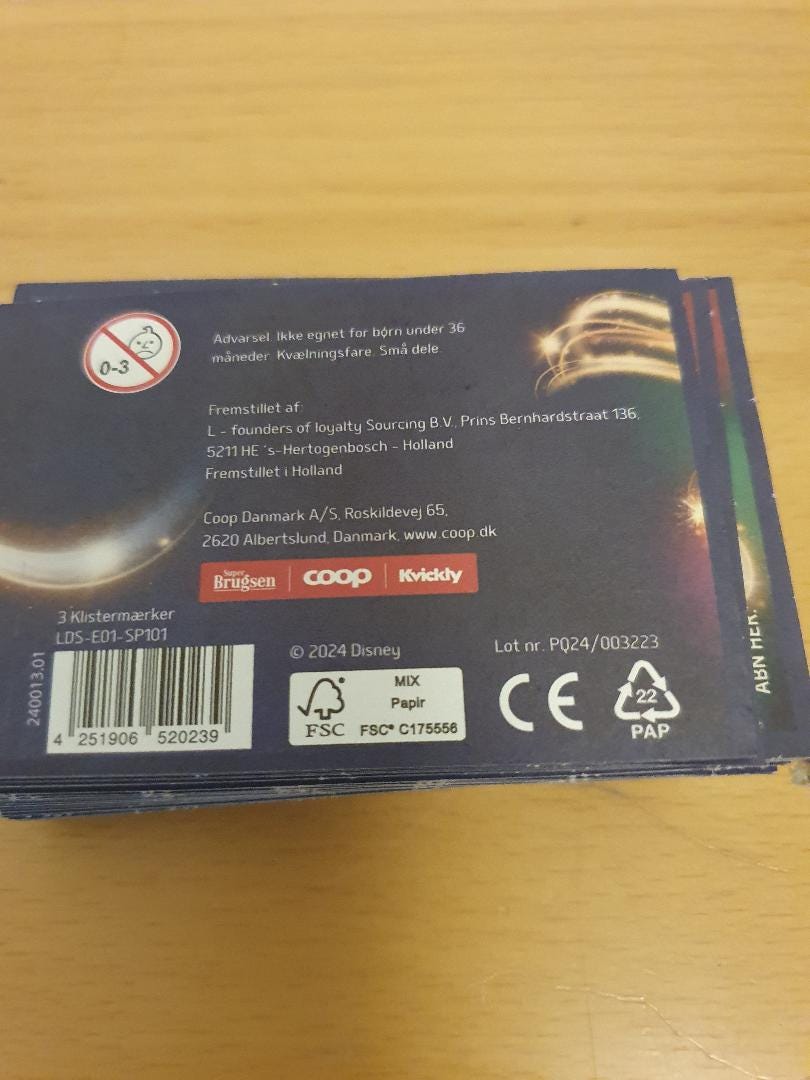 0-3
Advarsel. Ikke egnet for børn under 36
måneder. Kvælningsfare. Små dele.
Fremstillet af:
L - founders of loyalty Sourcing B.V., Prins Bernhardstraat 136,
5211 HE 's-Hertogenbosch - Holland
Fremstillet i Holland
Coop Danmark A/S, Roskildevej 65,
2620 Albertslund, Danmark, www.coop.dk
Super Brugsen coop Kvickly
3 Klistermærker
LDS-E01-SP101
240013.01
4 251906 520239
© 2024 Disney
FSC
MIX
Papir
FSC® C175556
Lot nr. PQ24/003223
CE
22
PAP
ÅBN HER.